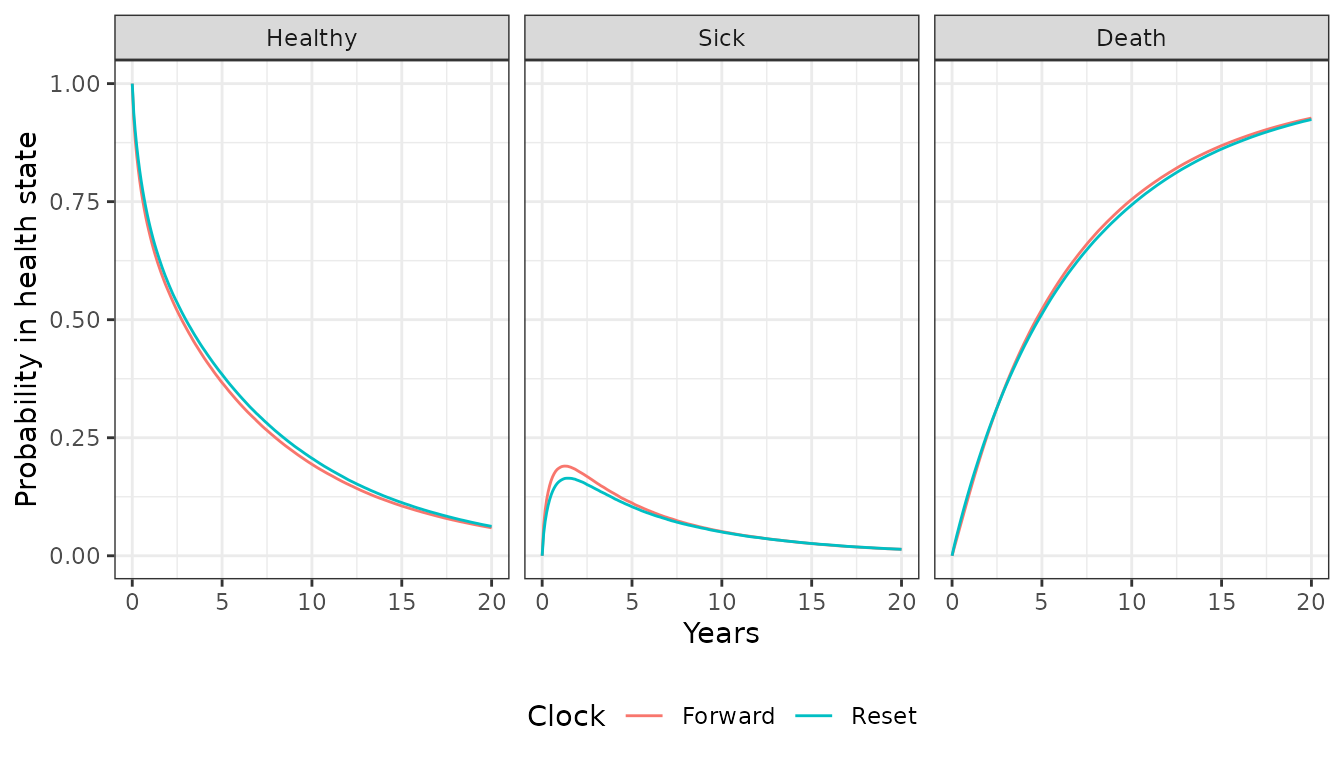 Healthy Sick Death
Probability in health state
1.00
0.75
0.50
0.25
0.00
0 5 10 15 20 0 5 10 15 20 0 5 10 15 20
Years
Clock Forward Reset